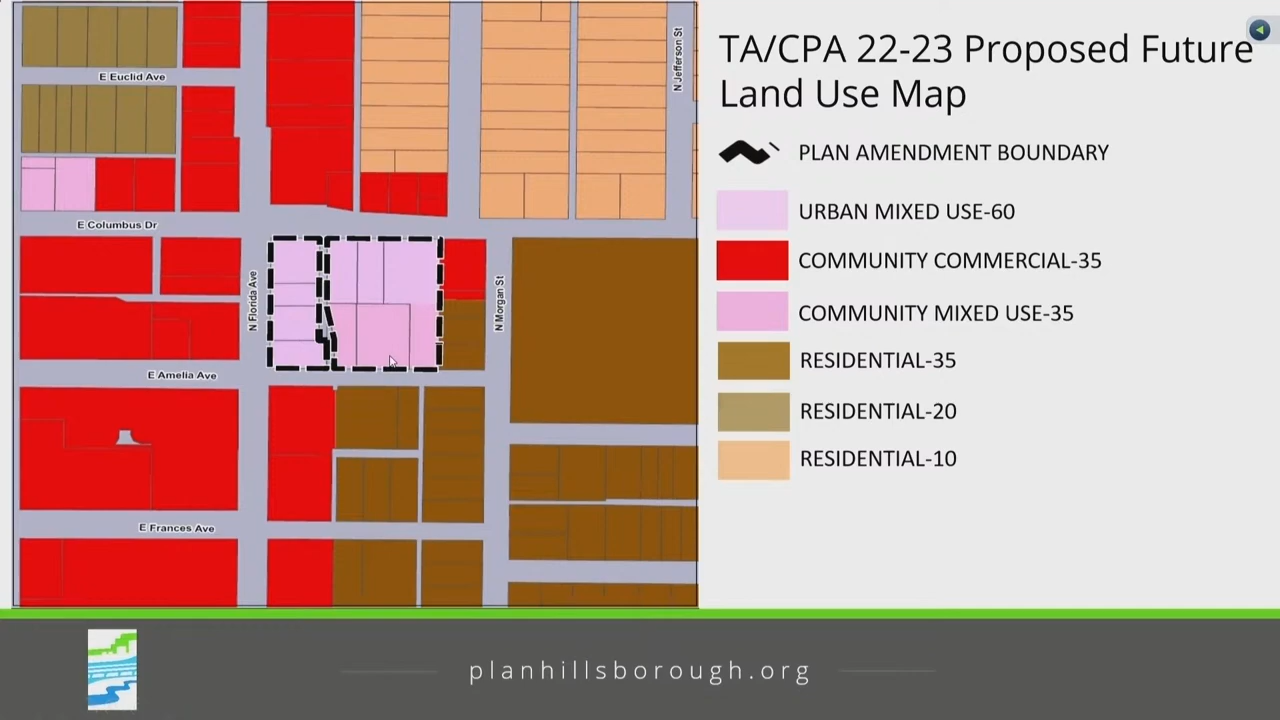 TA/CPA 22-23 Proposed Future
Land Use Map
PLAN AMENDMENT BOUNDARY
URBAN MIXED USE-60
COMMUNITY COMMERCIAL-35
COMMUNITY MIXED USE-35
RESIDENTIAL-35
RESIDENTIAL-20
RESIDENTIAL-10
N Jefferson St
E Euclid Ave
E Columbus Dr
N Florida Ave
N Morgan St
E Amelia Ave
E Frances Ave
planhillsborough.org